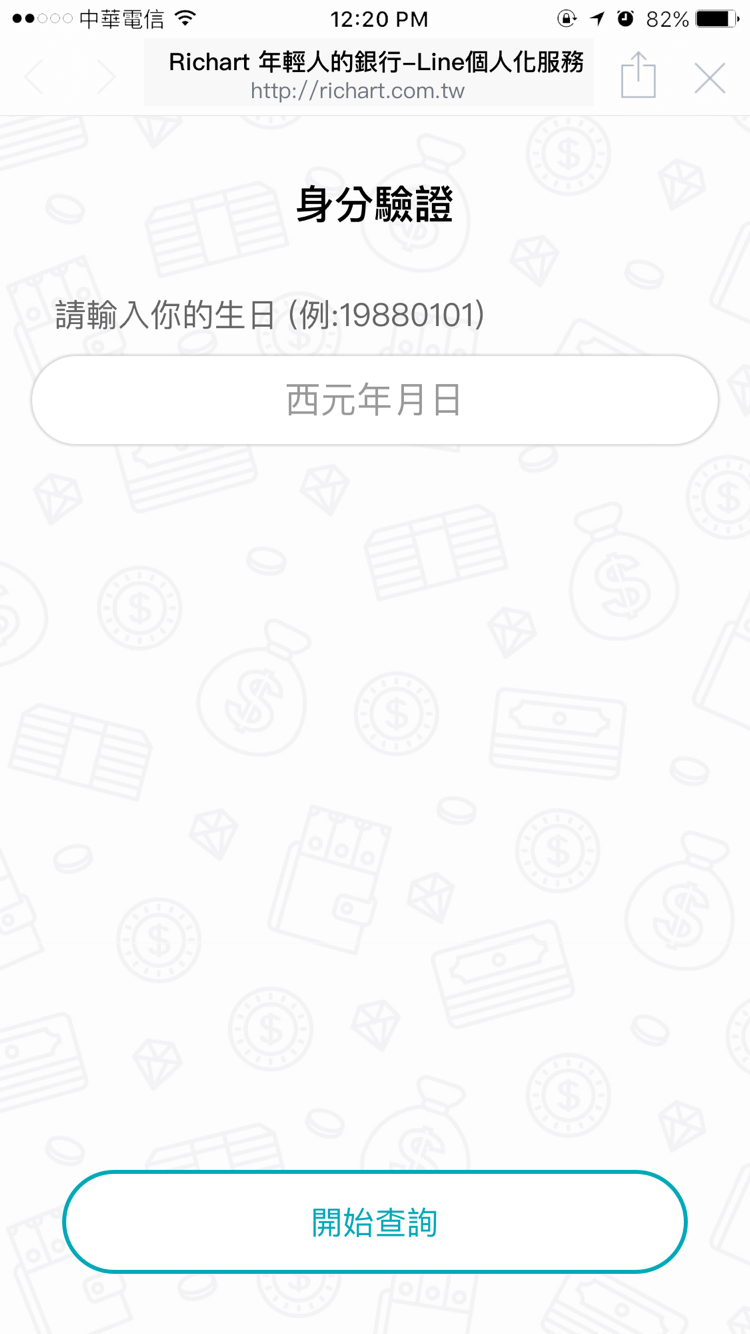 中華電信 12:20 PM 82%
Richart 年輕人的銀行–Line個人化服務
http://richart.com.tw
身分驗證
請輸入你的生日 (例:19880101)
西元年月日
開始查詢